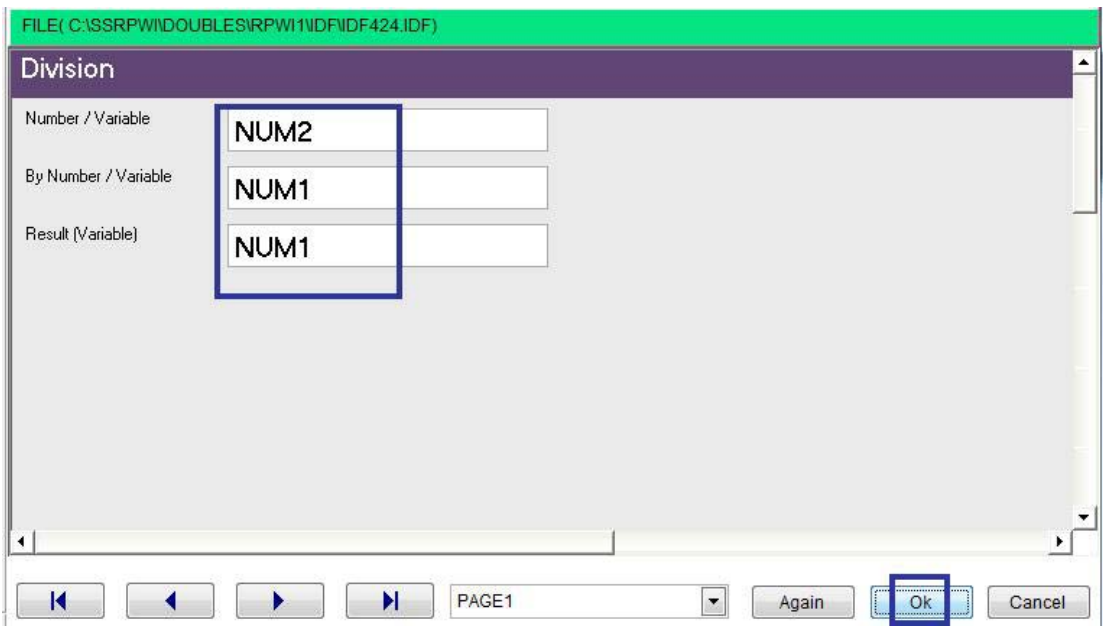 FILE( C:\SSRPWI\DOUBLES\RPWI1\IDF\IDF424.IDF)
Division
Number / Variable NUM2
By Number / Variable NUM1
Result (Variable) NUM1
PAGE1 Again Ok Cancel